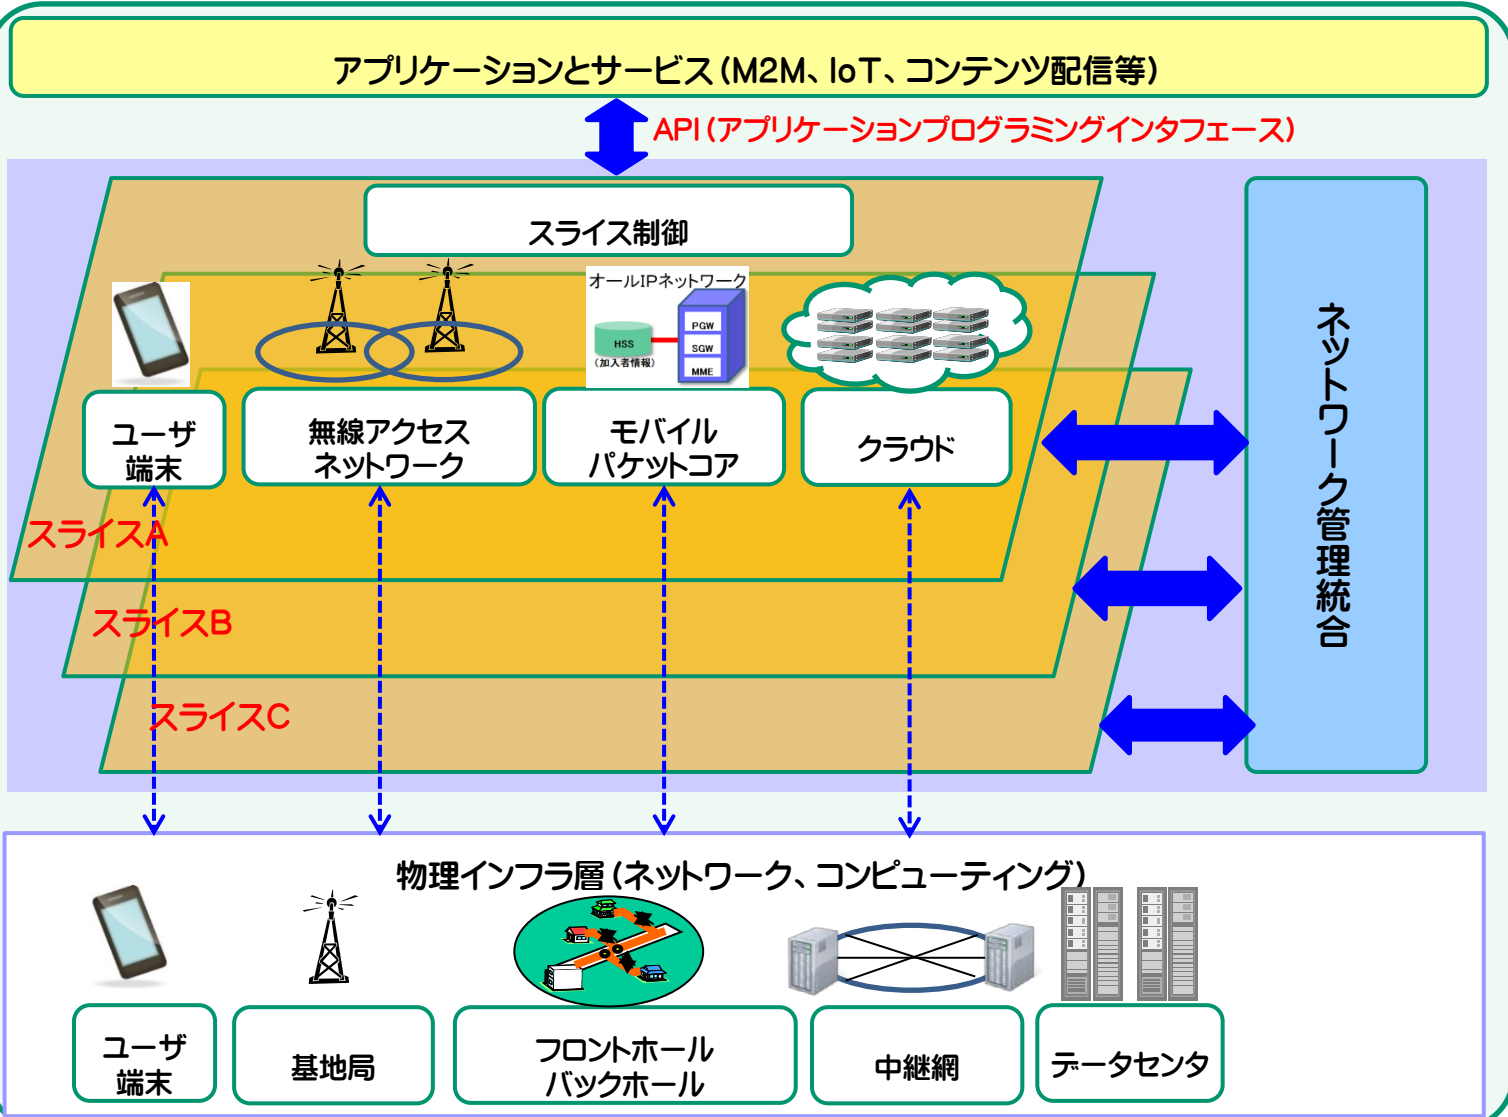 アプリケーションとサービス(M2M、IoT、コンテンツ配信等)
API(アプリケーションプログラミングインタフェース)
スライス制御
オールIPネットワーク
HSS
(加入者情報)
PGW
SGW
MME
ユーザ
端末
無線アクセス
ネットワーク
モバイル
パケットコア
クラウド
スライスA
スライスB
スライスC
ネットワーク管理統合
物理インフラ層(ネットワーク、コンピューティング)
ユーザ
端末
基地局
フロントホール
バックホール
中継網
データセンタ